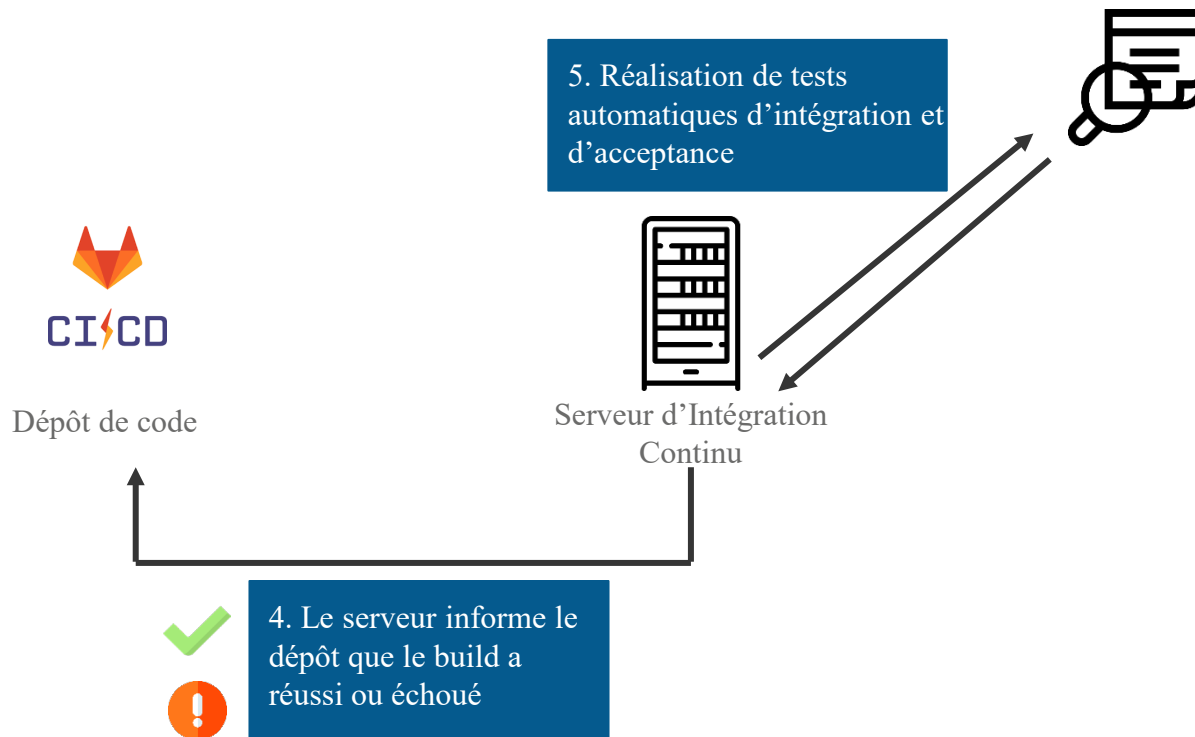 5. Réalisation de tests
automatiques d’intégration et
d’acceptance
CI CD
Dépôt de code
Serveur d’Intégration
Continu
4. Le serveur informe le
dépôt que le build a
réussi ou échoué